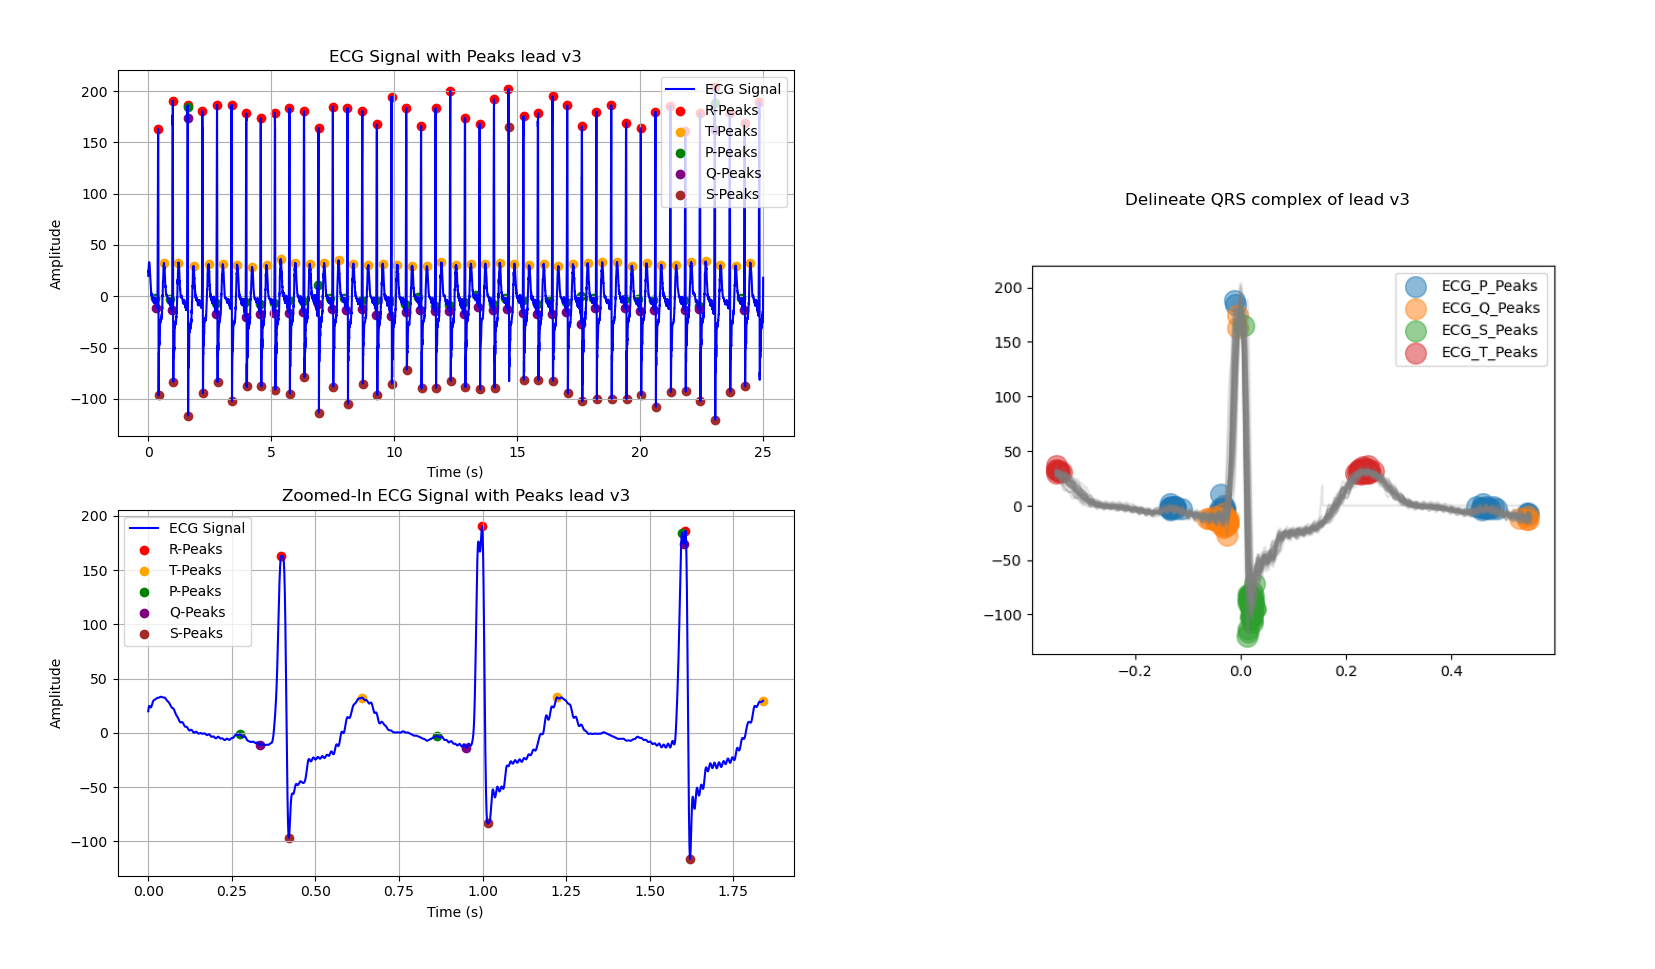 ECG Signal with Peaks lead v3
200
150
100
50
0
−50
−100
Amplitude
ECG Signal
R-Peaks
T-Peaks
P-Peaks
Q-Peaks
S-Peaks
0 5 10 15 20 25
Time (s)
Zoomed-In ECG Signal with Peaks lead v3
200
150
100
50
0
−50
−100
Amplitude
ECG Signal
R-Peaks
T-Peaks
P-Peaks
Q-Peaks
S-Peaks
0.00 0.25 0.50 0.75 1.00 1.25 1.50 1.75
Time (s)
Delineate QRS complex of lead v3
200
150
100
50
0
−50
−100
ECG_P_Peaks
ECG_Q_Peaks
ECG_S_Peaks
ECG_T_Peaks
−0.2 0.0 0.2 0.4